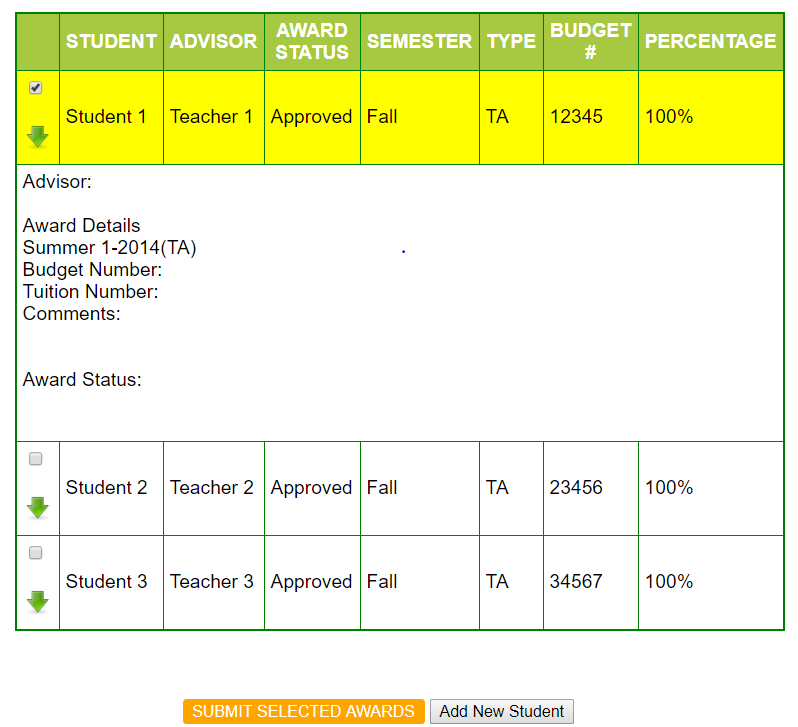 STUDENT ADVISOR AWARD STATUS SEMESTER TYPE BUDGET # PERCENTAGE
Student 1 Teacher 1 Approved Fall TA 12345 100%
Advisor:
Award Details
Summer 1-2014(TA)
Budget Number:
Tuition Number:
Comments:
Award Status:
Student 2 Teacher 2 Approved Fall TA 23456 100%
Student 3 Teacher 3 Approved Fall TA 34567 100%
SUBMIT SELECTED AWARDS Add New Student